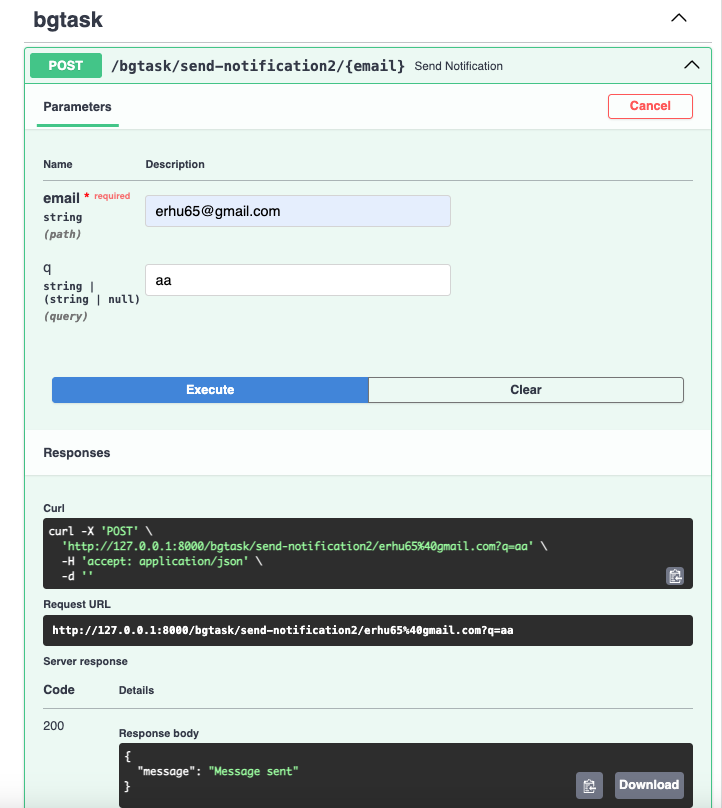 bgtask
POST /bgtask/send-notification2/{email} Send Notification
Parameters Cancel
Name Description
email * required
string
(path)
erhu65@gmail.com
q
string |
(string | null)
(query)
aa
Execute Clear
Responses
Curl
curl -X 'POST' \
'http://127.0.0.1:8000/bgtask/send-notification2/erhu65%40gmail.com?q=aa' \
-H 'accept: application/json' \
-d ''
Request URL
http://127.0.0.1:8000/bgtask/send-notification2/erhu65%40gmail.com?q=aa
Server response
Code Details
200
Response body
{
"message": "Message sent"
}
Download